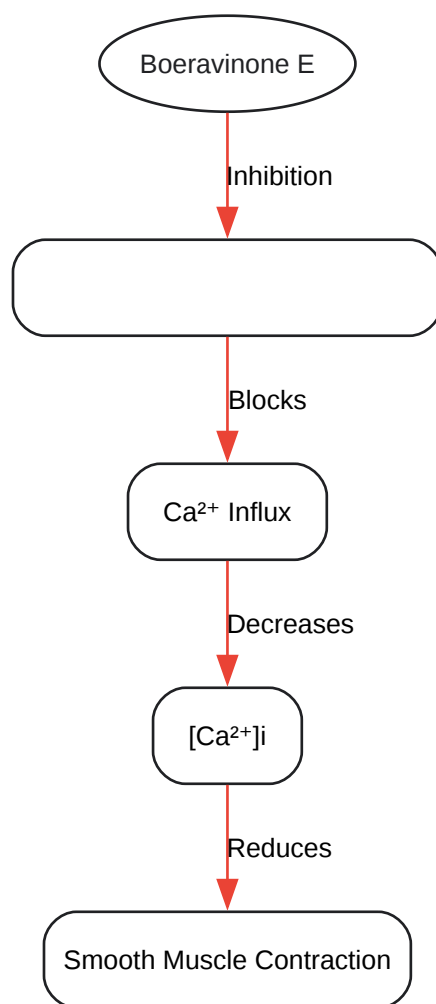 Boeravinone E
Inhibition
Blocks
Ca²⁺ Influx
Decreases
[Ca²⁺]i
Reduces
Smooth Muscle Contraction